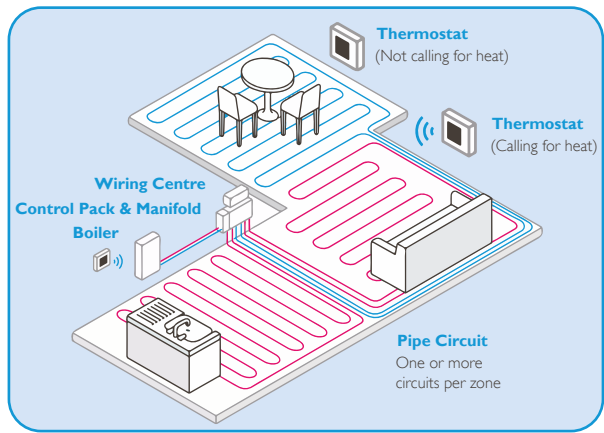 Thermostat
(Not calling for heat)
Thermostat
(Calling for heat)
Wiring Centre
Control Pack & Manifold
Boiler
Pipe Circuit
One or more
circuits per zone